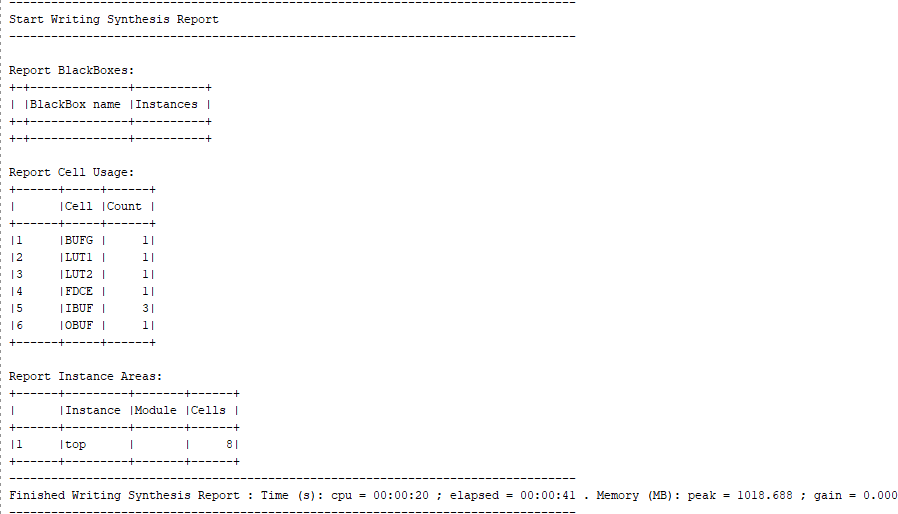 ---------------------------------------------------------------------------------
Start Writing Synthesis Report
---------------------------------------------------------------------------------

Report BlackBoxes: 
+-+--------------+----------+
| |BlackBox name |Instances |
+-+--------------+----------+
+-+--------------+----------+

Report Cell Usage: 
+------+-----+------+
|      |Cell |Count |
+------+-----+------+
|1     |BUFG |     1|
|2     |LUT1 |     1|
|3     |LUT2 |     1|
|4     |FDCE |     1|
|5     |IBUF |     3|
|6     |OBUF |     1|
+------+-----+------+

Report Instance Areas: 
+------+---------+-------+------+
|      |Instance |Module |Cells |
+------+---------+-------+------+
|1     |top      |       |     8|
+------+---------+-------+------+
---------------------------------------------------------------------------------
Finished Writing Synthesis Report : Time (s): cpu = 00:00:20 ; elapsed = 00:00:41 . Memory (MB): peak = 1018.688 ; gain = 0.000
---------------------------------------------------------------------------------